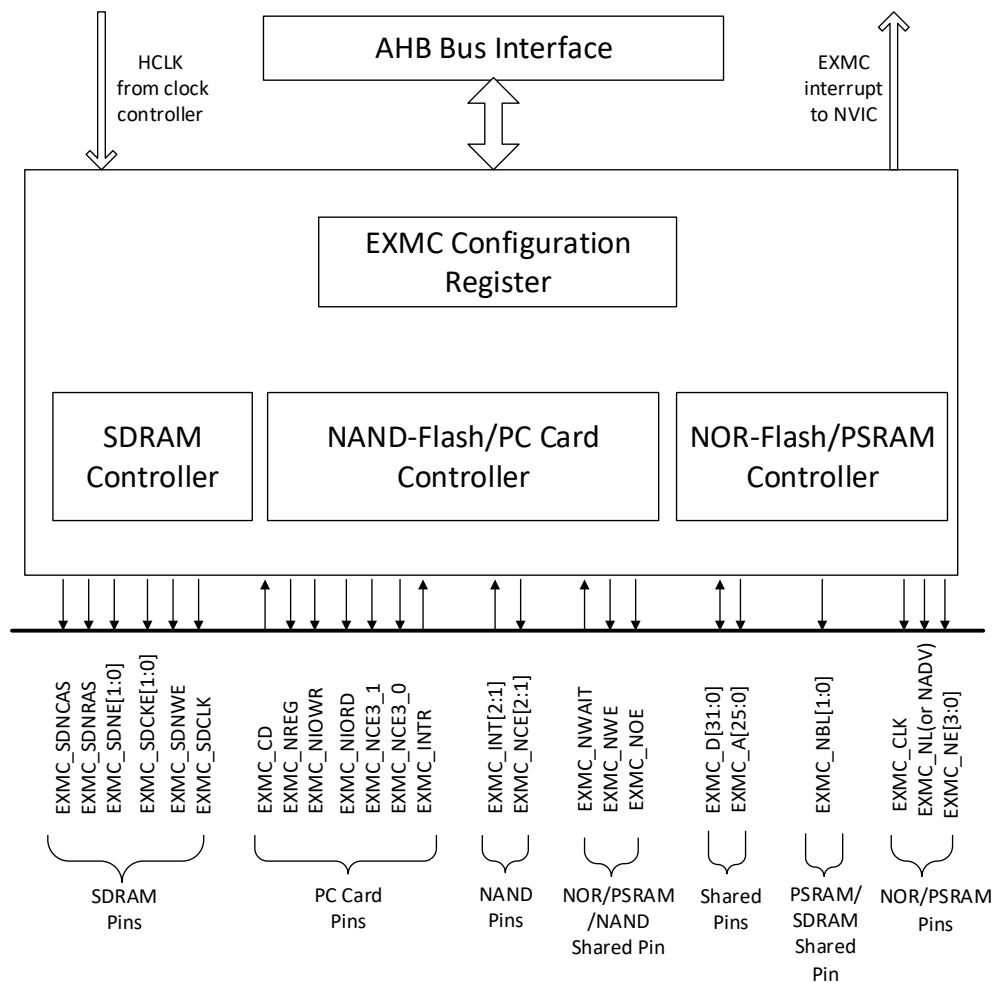 HCLK
from clock
controller
AHB Bus Interface
EXMC
interrupt
to NVIC
EXMC Configuration
Register
SDRAM
Controller
NAND-Flash/PC Card
Controller
NOR-Flash/PSRAM
Controller
EXMC_SDNCAS
EXMC_SDNRAS
EXMC_SDNE[1:0]
EXMC_SDCKE[1:0]
EXMC_SDNWE
EXMC_SDCLK
EXMC_CD
EXMC_NREG
EXMC_NIOWR
EXMC_NIORD
EXMC_NCE3_1
EXMC_NCE3_0
EXMC_INTR
EXMC_INT[2:1]
EXMC_NCE[2:1]
EXMC_NWAIT
EXMC_NWE
EXMC_NOE
EXMC_D[31:0]
EXMC_A[25:0]
EXMC_NBL[1:0]
EXMC_CLK
EXMC_NL(or NADV)
EXMC_NE[3:0]
SDRAM
Pins
PC Card
Pins
NAND
Pins
NOR/PSRAM
/NAND
Shared Pin
Shared
Pins
PSRAM/
SDRAM
Shared
Pin
NOR/PSRAM
Pins